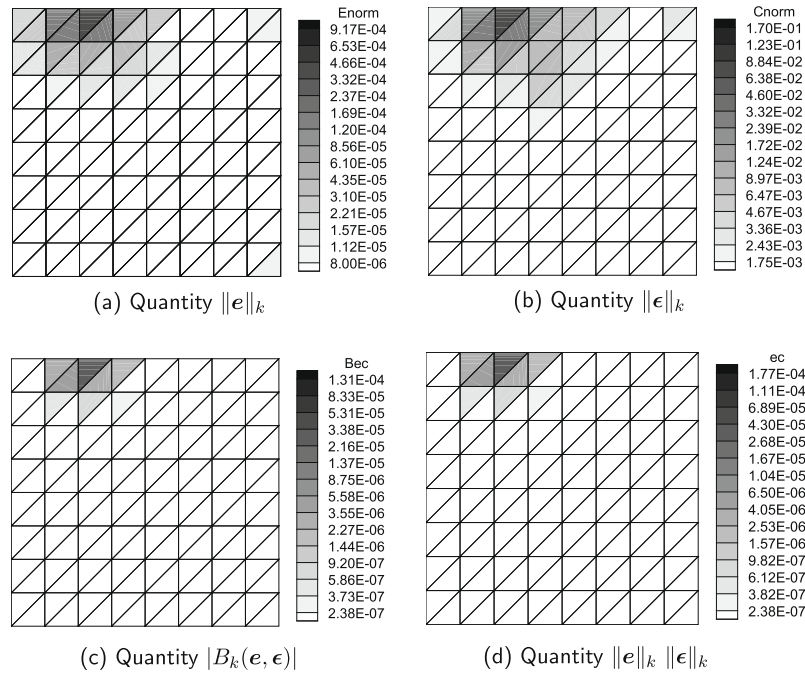 Enorm
9.17E-04
6.53E-04
4.66E-04
3.32E-04
2.37E-04
1.69E-04
1.20E-04
8.56E-05
6.10E-05
4.35E-05
3.10E-05
2.21E-05
1.57E-05
1.12E-05
8.00E-06
(a) Quantity ‖e‖k
Cnorm
1.70E-01
1.23E-01
8.84E-02
6.38E-02
4.60E-02
3.32E-02
2.39E-02
1.72E-02
1.24E-02
8.97E-03
6.47E-03
4.67E-03
3.36E-03
2.43E-03
1.75E-03
(b) Quantity ‖ϵ‖k
Bec
1.31E-04
8.33E-05
5.31E-05
3.38E-05
2.16E-05
1.37E-05
8.75E-06
5.58E-06
3.55E-06
2.27E-06
1.44E-06
9.20E-07
5.86E-07
3.73E-07
2.38E-07
(c) Quantity |Bk(e, ϵ)|
ec
1.77E-04
1.11E-04
6.89E-05
4.30E-05
2.68E-05
1.67E-05
1.04E-05
6.50E-06
4.05E-06
2.53E-06
1.57E-06
9.82E-07
6.12E-07
3.82E-07
2.38E-07
(d) Quantity ‖e‖k ‖ϵ‖k